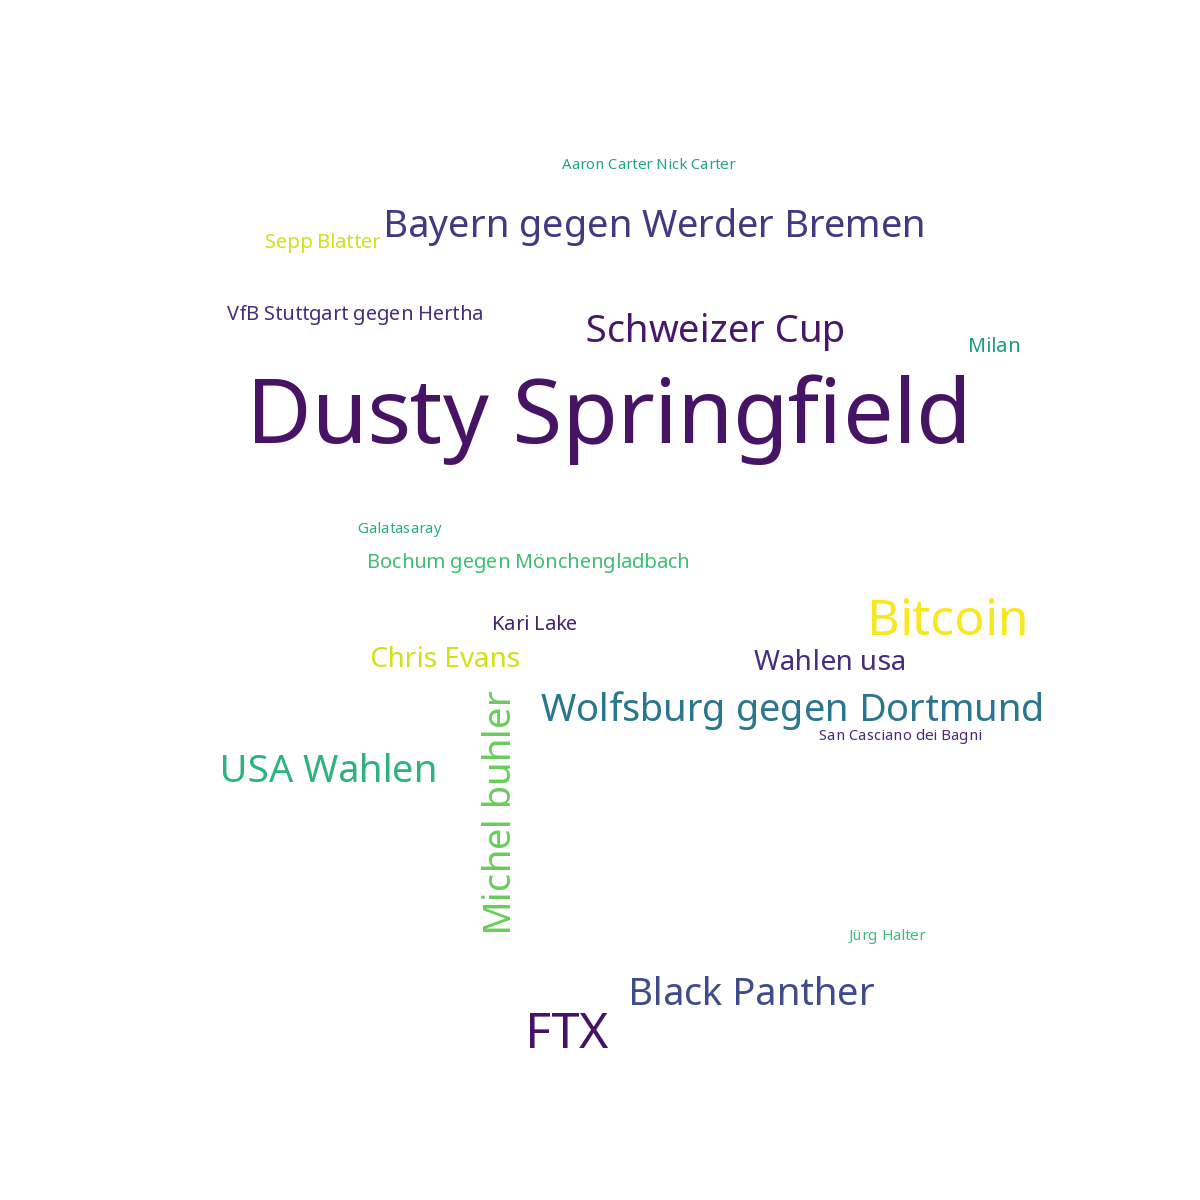 Aaron Carter Nick Carter
Bayern gegen Werder Bremen
Sepp Blatter
VfB Stuttgart gegen Hertha
Schweizer Cup
Milan
Dusty Springfield
Galatasaray
Bochum gegen Mönchengladbach
Bitcoin
Kari Lake
Chris Evans
Wahlen usa
Wolfsburg gegen Dortmund
San Casciano dei Bagni
USA Wahlen
Michel buhler
Jürg Halter
Black Panther
FTX